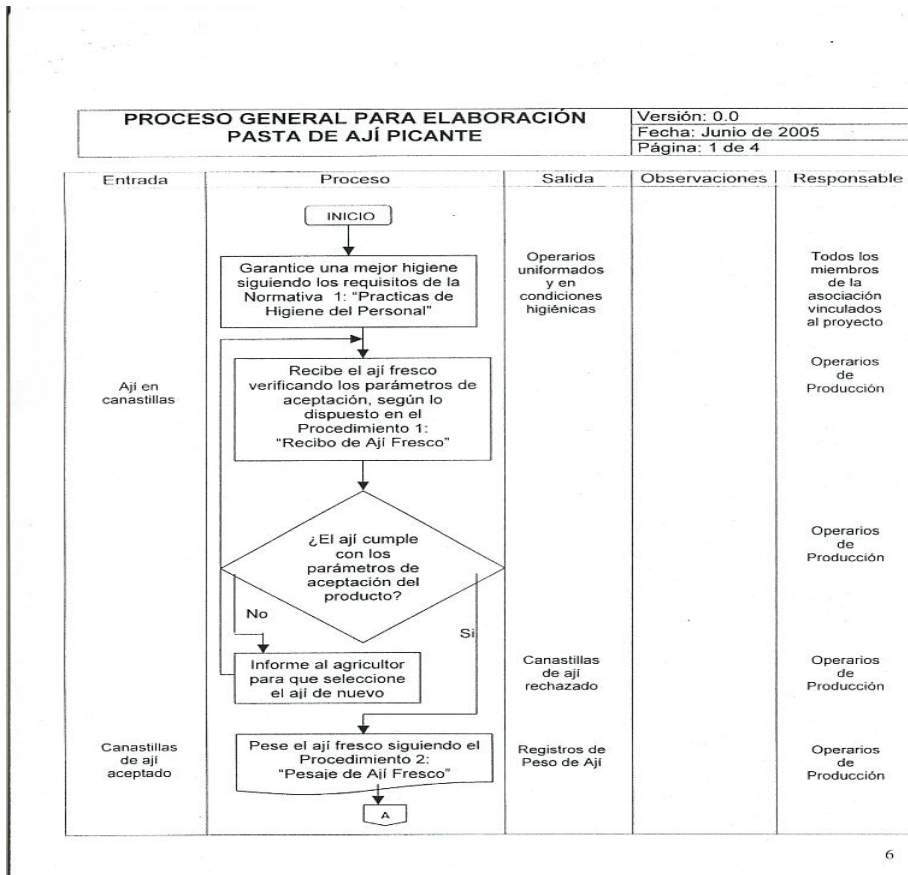 PROCESO GENERAL PARA ELABORACIÓN
PASTA DE AJÍ PICANTE
Versión: 0.0
Fecha: Junio de 2005
Página: 1 de 4
Entrada
Proceso
Salida
Observaciones
Responsable
INICIO
Garantice una mejor higiene
siguiendo los requisitos de la
Normativa 1: “Practicas de
Higiene del Personal”
Operarios
uniformados
y en
condiciones
higiénicas
Todos los
miembros
de la
asociación
vinculados
al proyecto
Ají en
canastillas
Recibe el ají fresco
verificando los parámetros de
aceptación, según lo
dispuesto en el
Procedimiento 1:
“Recibo de Ají Fresco”
Operarios
de
Producción
¿El ají cumple
con los
parámetros de
aceptación del
producto?
Operarios
de
Producción
No
Si
Informe al agricultor
para que seleccione
el ají de nuevo
Canastillas
de ají
rechazado
Operarios
de
Producción
Canastillas
de ají
aceptado
Pese el ají fresco siguiendo el
Procedimiento 2:
“Pesaje de Ají Fresco”
Registros de
Peso de Ají
Operarios
de
Producción
A
6